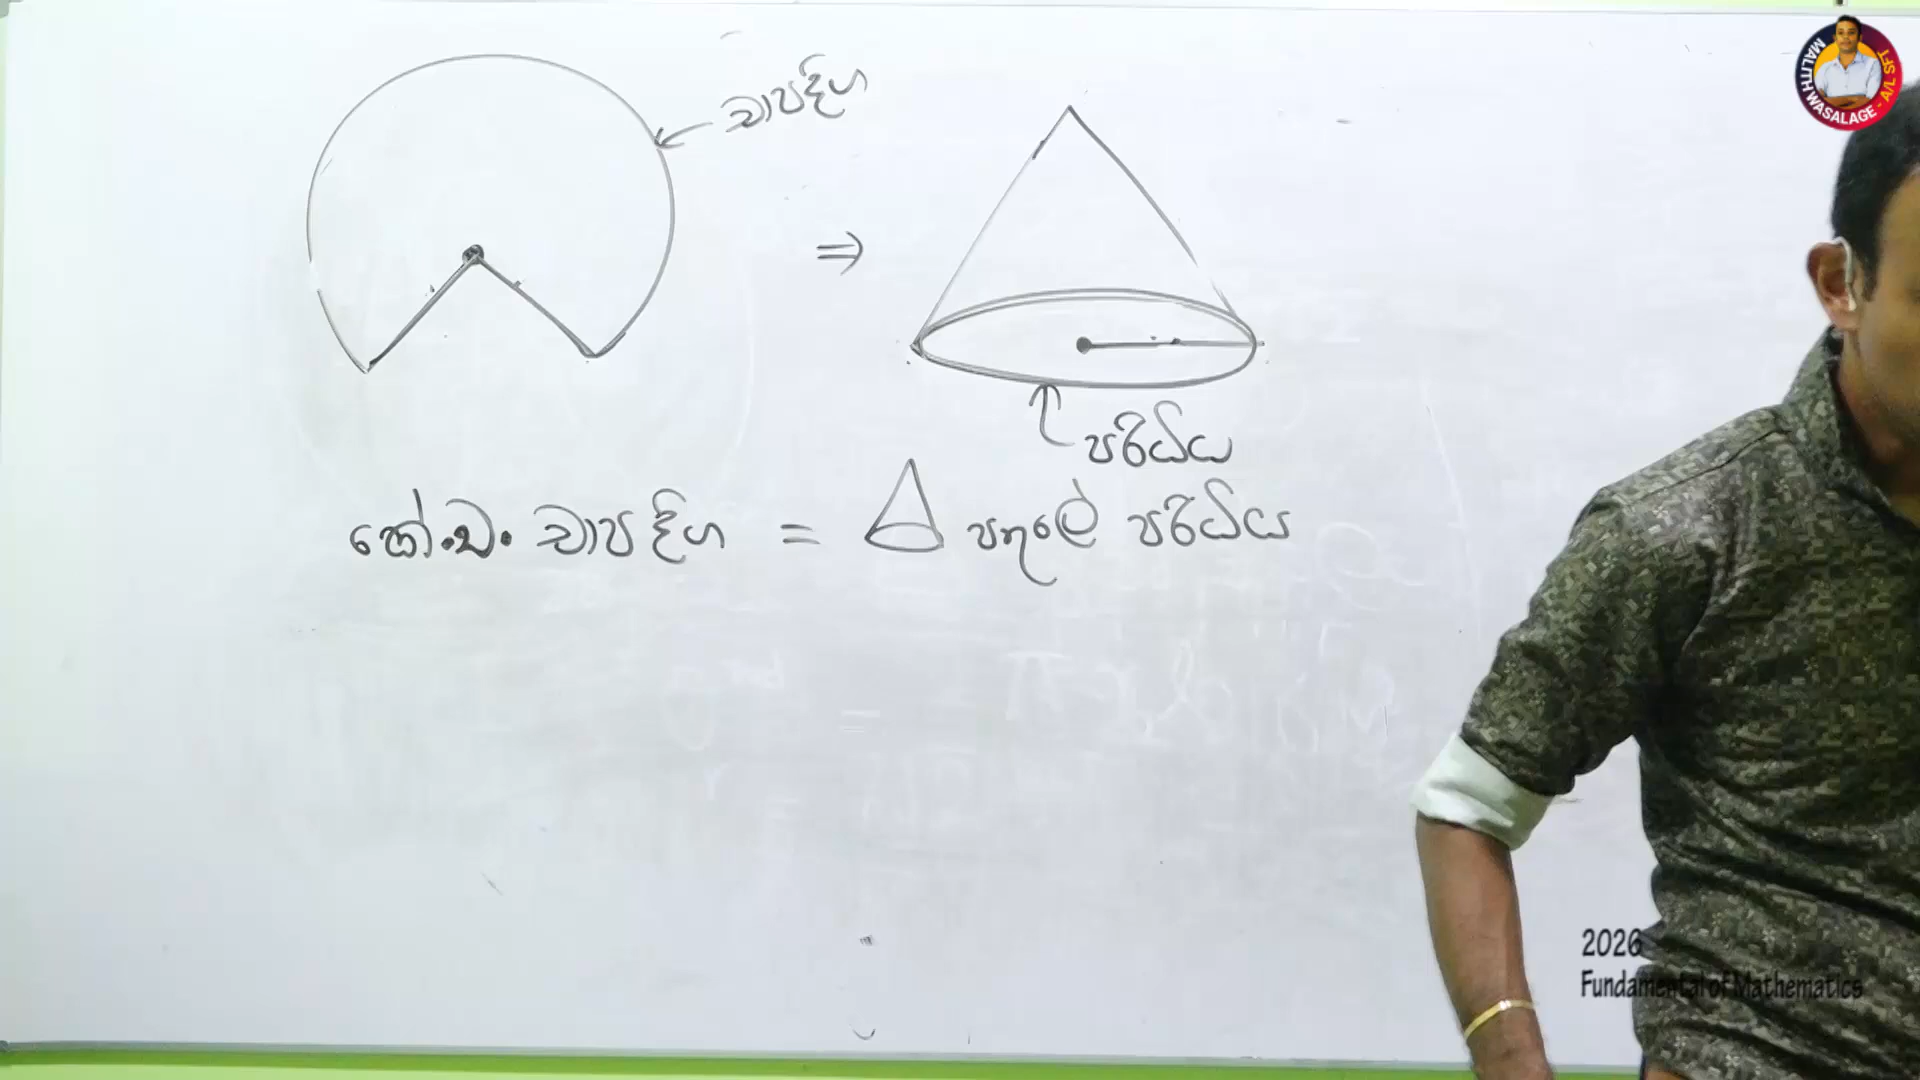 MALITH WASALAGE - A/L SFT
චාප දිග
⇒
පරිධිය
කේ.ඛ. චාප දිග = △ පතුලේ පරිධිය
2026
Fundamental of Mathematics